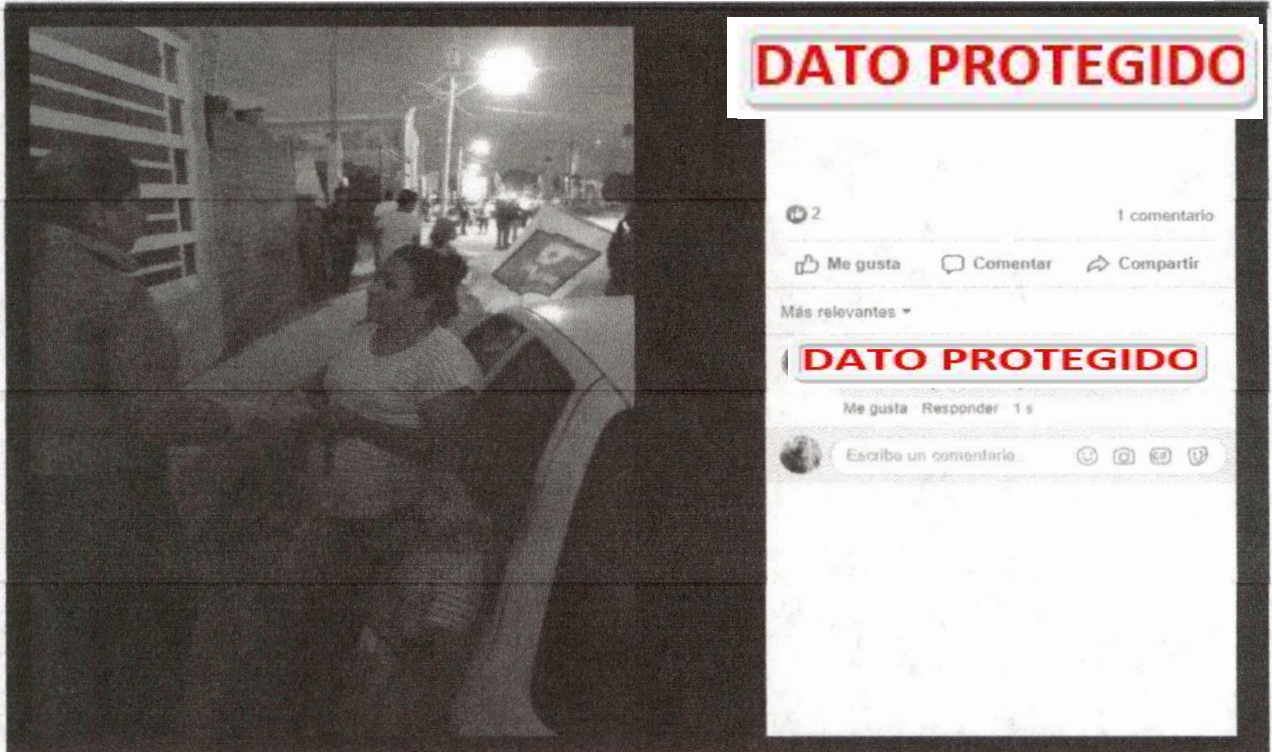 DATO PROTEGIDO
2
1 comentario
Me gusta
Comentar
Compartir
Más relevantes
DATO PROTEGIDO
Me gusta · Responder · 1 s
Escribe un comentario...
GIF